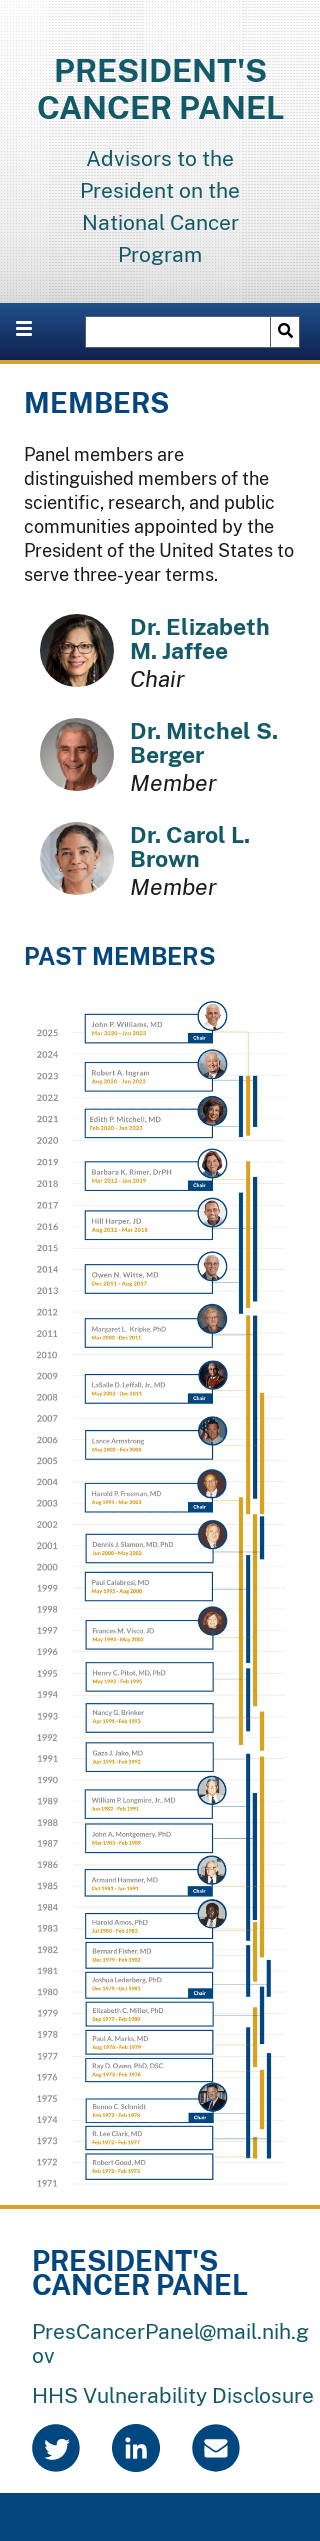 PRESIDENT'S
CANCER PANEL
Advisors to the
President on the
National Cancer
Program
MEMBERS
Panel members are
distinguished members of the
scientific, research, and public
communities appointed by the
President of the United States to
serve three-year terms.
Dr. Elizabeth
M. Jaffee
Chair
Dr. Mitchel S.
Berger
Member
Dr. Carol L.
Brown
Member
PAST MEMBERS
John P. Williams, MD
Mar 2020 - Jan 2023
Chair
2025
2024
Robert A. Ingram
Aug 2020 - Jan 2023
2023
2022
Edith P. Mitchell, MD
Feb 2020 - Jan 2023
2021
2020
2019
Barbara K. Rimer, DrPH
Mar 2012 - Jan 2019
Chair
2018
2017
Hill Harper, JD
Aug 2012 - Mar 2018
2016
2015
2014
Owen N. Witte, MD
Dec 2011 - Aug 2017
2013
2012
Margaret L. Kripke, PhD
Mar 2003 - Dec 2011
2011
2010
2009
LaSalle D. Leffall, Jr., MD
May 2002 - Dec 2011
Chair
2008
2007
Lance Armstrong
May 2002 - Feb 2008
2006
2005
2004
Harold P. Freeman, MD
Aug 1991 - Mar 2003
Chair
2003
2002
Dennis J. Slamon, MD, PhD
Jun 2000 - May 2002
2001
2000
Paul Calabresi, MD
May 1995 - Aug 2000
1999
1998
Frances M. Visco, JD
May 1993 - May 2002
1997
1996
Henry C. Pitot, MD, PhD
May 1992 - Feb 1995
1995
1994
Nancy G. Brinker
Apr 1991 - Feb 1993
1993
1992
Gaza J. Jako, MD
Apr 1991 - Feb 1992
1991
1990
William P. Longmire, Jr., MD
Jun 1982 - Feb 1991
1989
1988
John A. Montgomery, PhD
Mar 1983 - Feb 1989
1987
1986
Armand Hammer, MD
Oct 1981 - Jan 1991
Chair
1985
1984
Harold Amos, PhD
Jul 1980 - Feb 1983
1983
1982
Bernard Fisher, MD
Dec 1979 - Feb 1982
1981
Joshua Lederberg, PhD
Dec 1979 - Oct 1981
Chair
1980
Elizabeth C. Miller, PhD
Sep 1977 - Feb 1980
1979
1978
Paul A. Marks, MD
Aug 1976 - Feb 1979
1977
Ray D. Owen, PhD, DSC
Aug 1973 - Feb 1976
1976
1975
Benno C. Schmidt
Feb 1972 - Feb 1978
Chair
1974
R. Lee Clark, MD
Feb 1972 - Feb 1977
1973
Robert Good, MD
Feb 1972 - Feb 1973
1972
1971
PRESIDENT'S
CANCER PANEL
PresCancerPanel@mail.nih.g
ov
HHS Vulnerability Disclosure